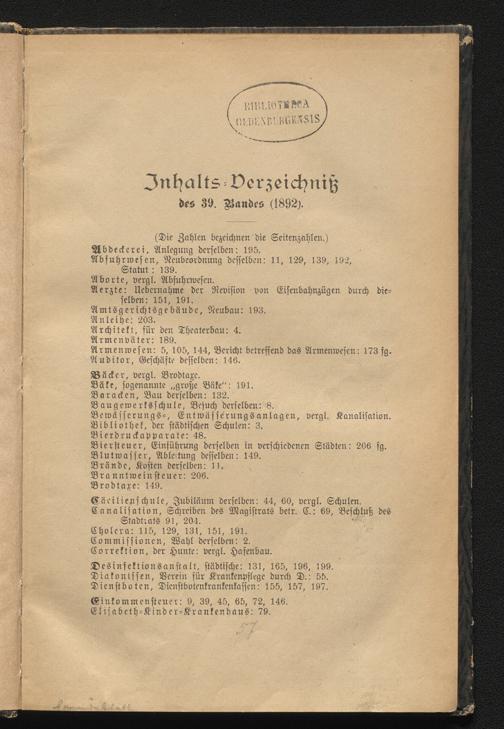 BIBLIOTHECA
OLDENBURGENSIS
Inhalts-Verzeichniß
des 39. Bandes (1892).
(Die Zahlen bezeichnen die Seitenzahlen.)
Abdeckerei, Anlegung derselben: 195.
Abfuhrwesen, Neubeordnung desselben: 11, 129, 139, 192,
Statut: 139.
Aborte, vergl. Abfuhrwesen.
Aerzte: Uebernahme der Revision von Eisenbahnzügen durch die-
selben: 151, 191.
Amtsgerichtsgebäude, Neubau: 193.
Anleihe: 203.
Architekt, für den Theaterbau: 4.
Armenväter: 189.
Armenwesen: 5, 105, 144, Bericht betreffend das Armenwesen: 173 fg.
Auditor, Geschäfte desselben: 146.
Bäcker, vergl. Brodtaxe.
Bäke, sogenannte „große Bäke“: 191.
Baracken, Bau derselben: 132.
Baugewerksschule, Besuch derselben: 8.
Bewässerungs-, Entwässerungsanlagen, vergl. Kanalisation.
Bibliothek, der städtischen Schulen: 3.
Bierdruckapparate: 48.
Biersteuer, Einführung derselben in verschiedenen Städten: 206 fg.
Blutwasser, Ableitung desselben: 149.
Brände, Kosten derselben: 11.
Branntweinsteuer: 206.
Brodtaxe: 149.
Cäcilienschule, Jubiläum derselben: 44, 60, vergl. Schulen.
Canalisation, Schreiben des Magistrats betr. C.: 69, Beschluß des
Stadtrats 91, 204.
Cholera: 115, 129, 131, 151, 191.
Commissionen, Wahl derselben: 2.
Correktion, der Hunte: vergl. Hafenbau.
Desinfektionsanstalt, städtische: 131, 165, 196, 199.
Diakonissen, Verein für Krankenpflege durch D.: 55.
Dienstboten, Dienstbotenkrankenkassen: 155, 157, 197.
Einkommensteuer: 9, 39, 45, 65, 72, 146.
Elisabeth-Kinder-Krankenhaus: 79.
57